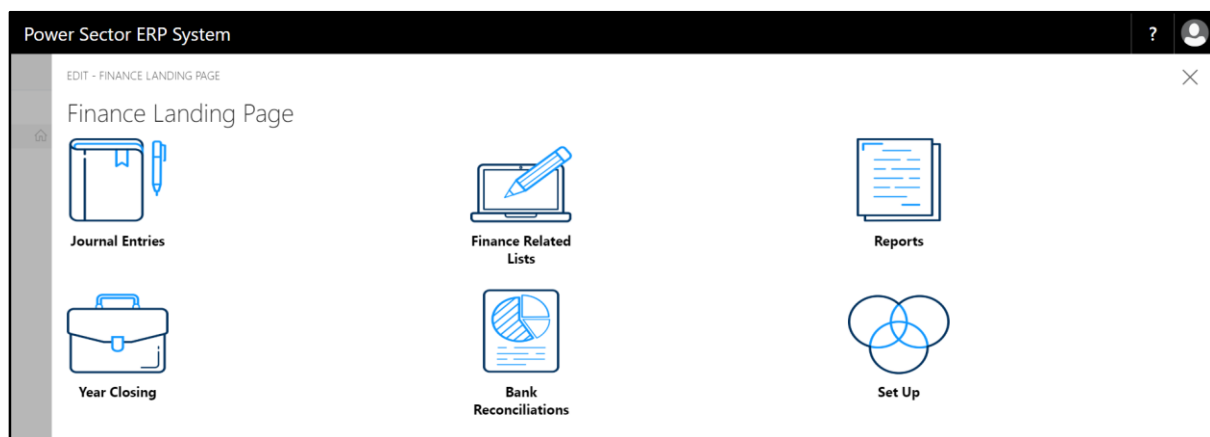 Power Sector ERP System
?
EDIT - FINANCE LANDING PAGE
Finance Landing Page
Journal Entries
Finance Related
Lists
Reports
Year Closing
Bank
Reconciliations
Set Up